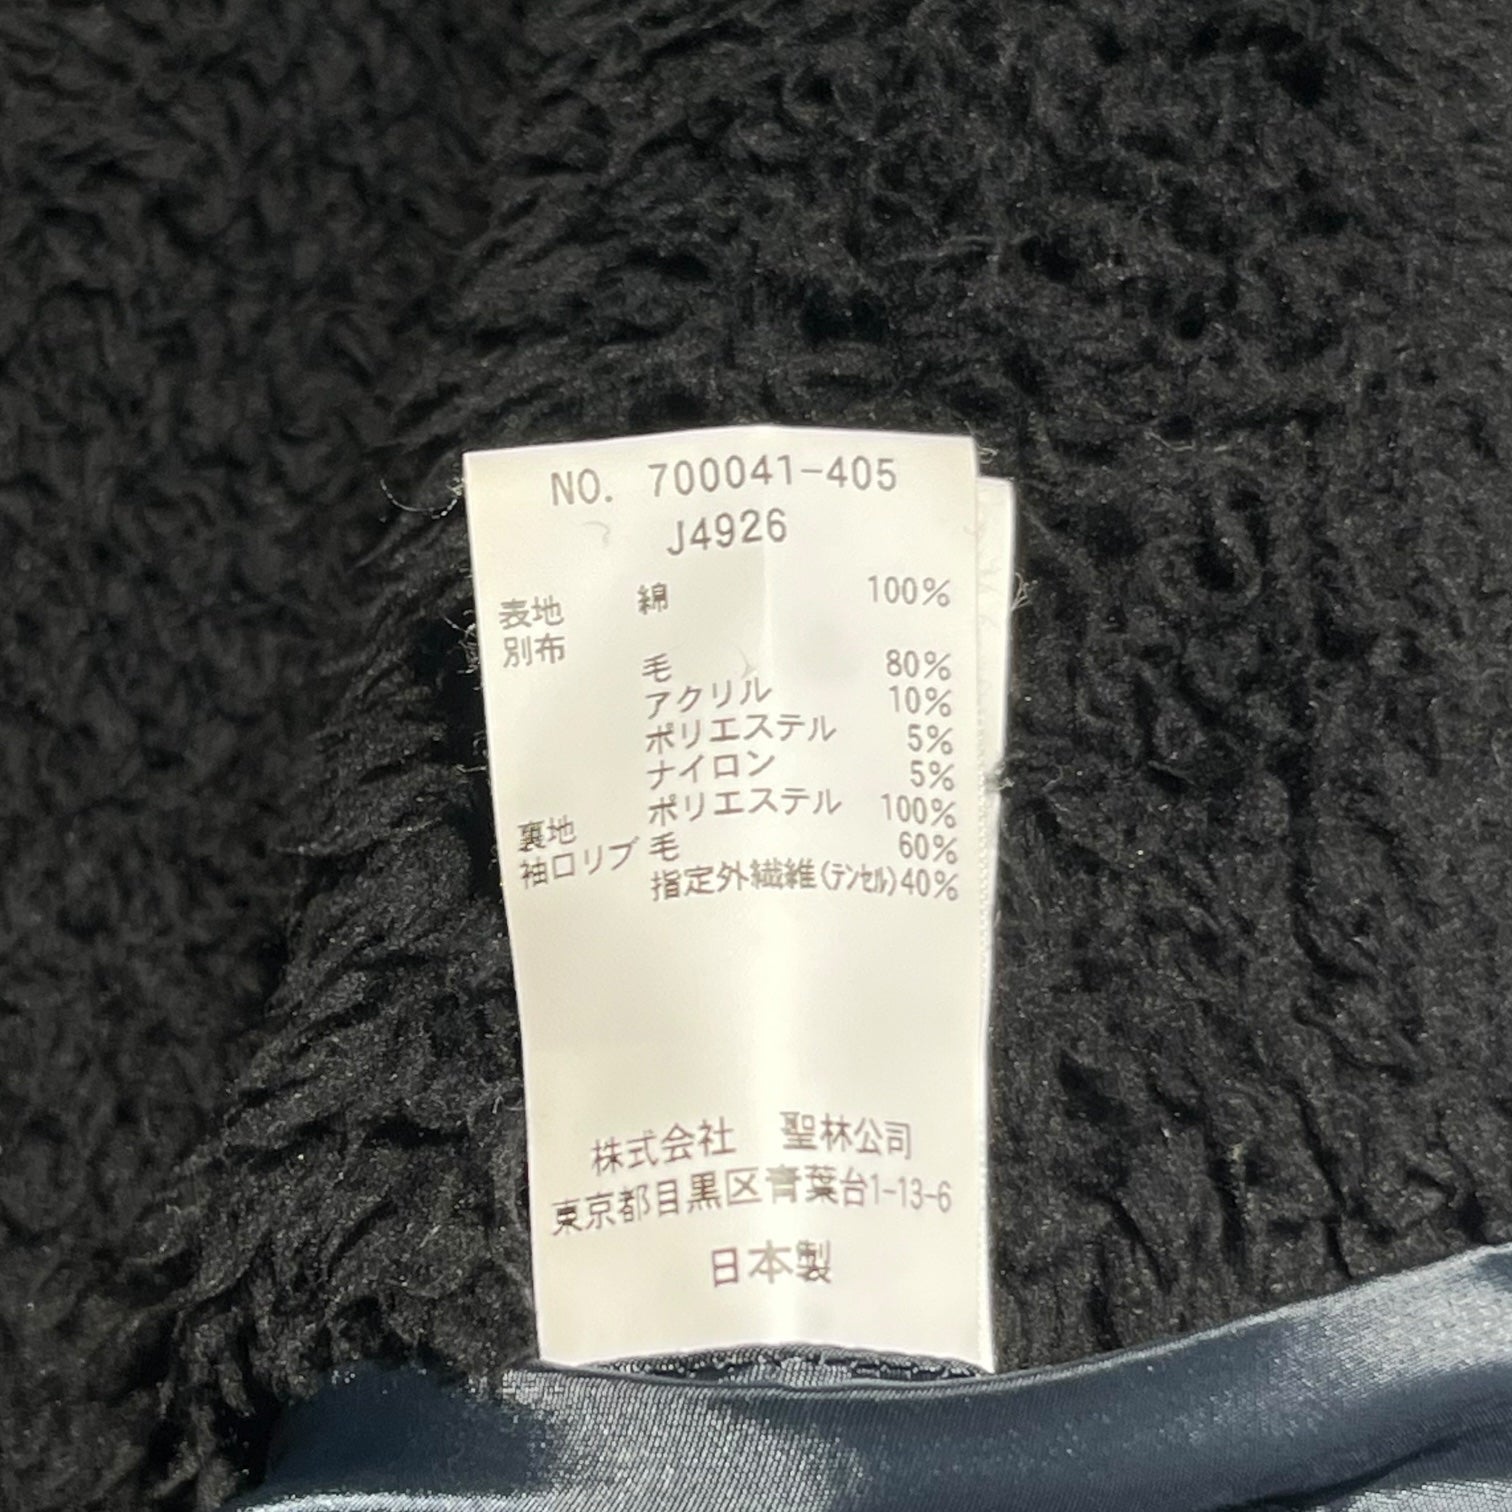 NO. 700041-405
J4926
表地 綿 100%
別布
毛 80%
アクリル 10%
ポリエステル 5%
ナイロン 5%
裏地 ポリエステル 100%
袖口リブ 毛 60%
指定外繊維(テンセル)40%
株式会社 聖林公司
東京都目黒区青葉台1-13-6
日本製